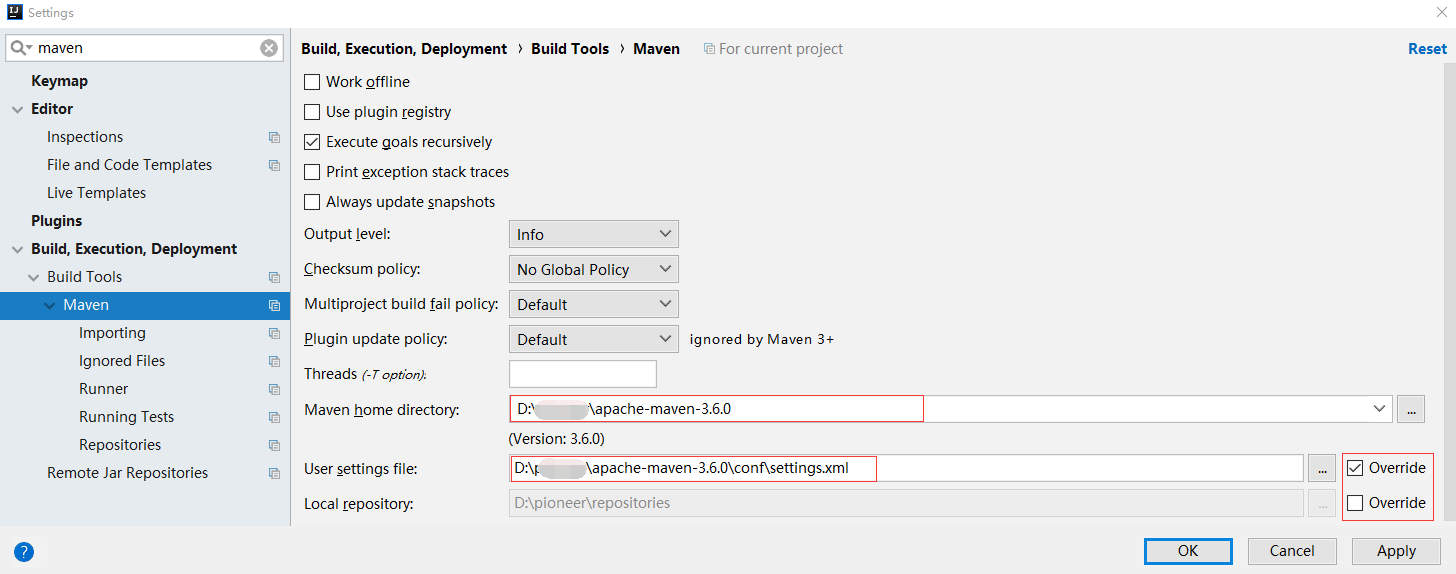 Settings
maven
Keymap
Editor
Inspections
File and Code Templates
Live Templates
Plugins
Build, Execution, Deployment
Build Tools
Maven
Importing
Ignored Files
Runner
Running Tests
Repositories
Remote Jar Repositories
Build, Execution, Deployment › Build Tools › Maven For current project Reset
Work offline
Use plugin registry
Execute goals recursively
Print exception stack traces
Always update snapshots
Output level: Info
Checksum policy: No Global Policy
Multiproject build fail policy: Default
Plugin update policy: Default ignored by Maven 3+
Threads (-T option):
Maven home directory: D:\ \apache-maven-3.6.0 ...
(Version: 3.6.0)
User settings file: D:\ \apache-maven-3.6.0\conf\settings.xml ... Override
Local repository: D:\pioneer\repositories ... Override
? OK Cancel Apply